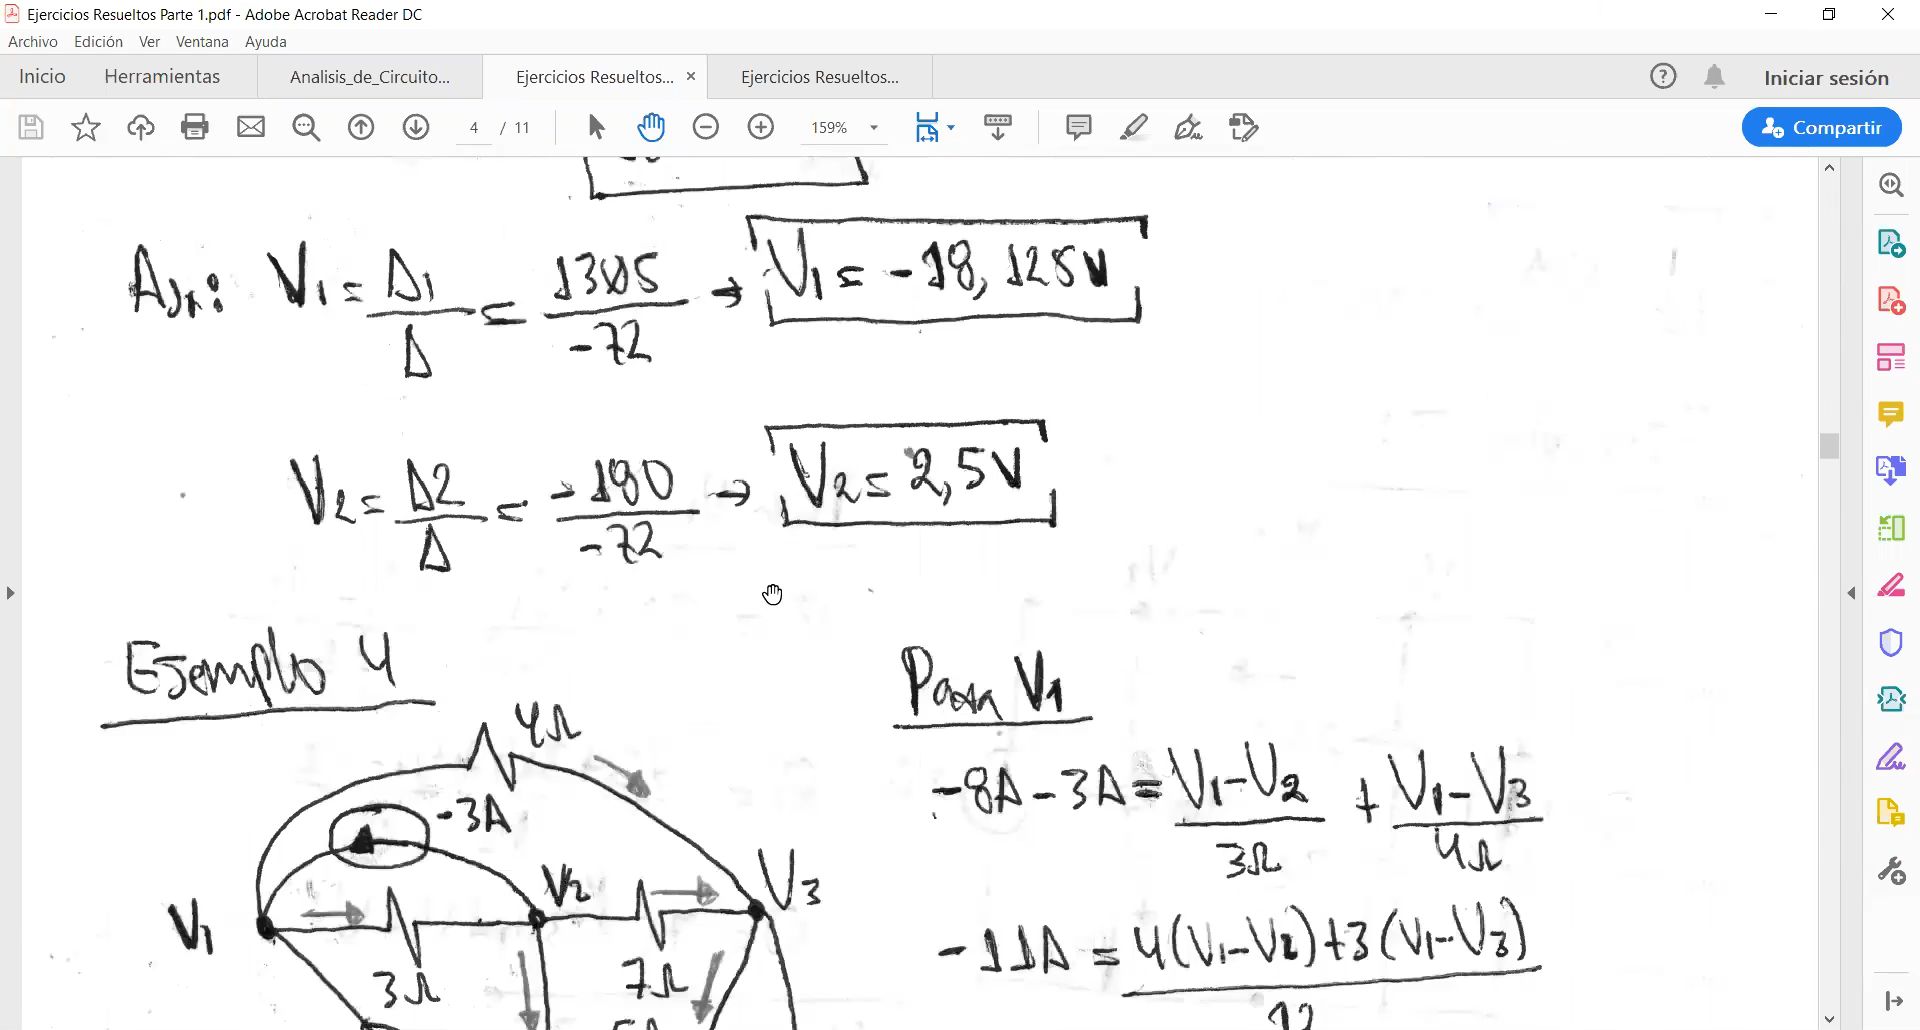 Ejercicios Resueltos Parte 1.pdf - Adobe Acrobat Reader DC
Archivo Edición Ver Ventana Ayuda
Inicio Herramientas Analisis_de_Circuito... Ejercicios Resueltos... × Ejercicios Resueltos... Iniciar sesión
4 / 11 159% Compartir
V1 = Δ1/Δ = 1305/-72 → V1 = -18,125V
V2 = Δ2/Δ = -180/-72 → V2 = 2,5V
Ejemplo 4
Para V1
4Ω
-3A
-8A - 3A = V1-V2/3Ω + V1-V3/4Ω
V1 V2 V3
3Ω 7Ω
-11A = 4(V1-V2)+3(V1-V3)/12
5A